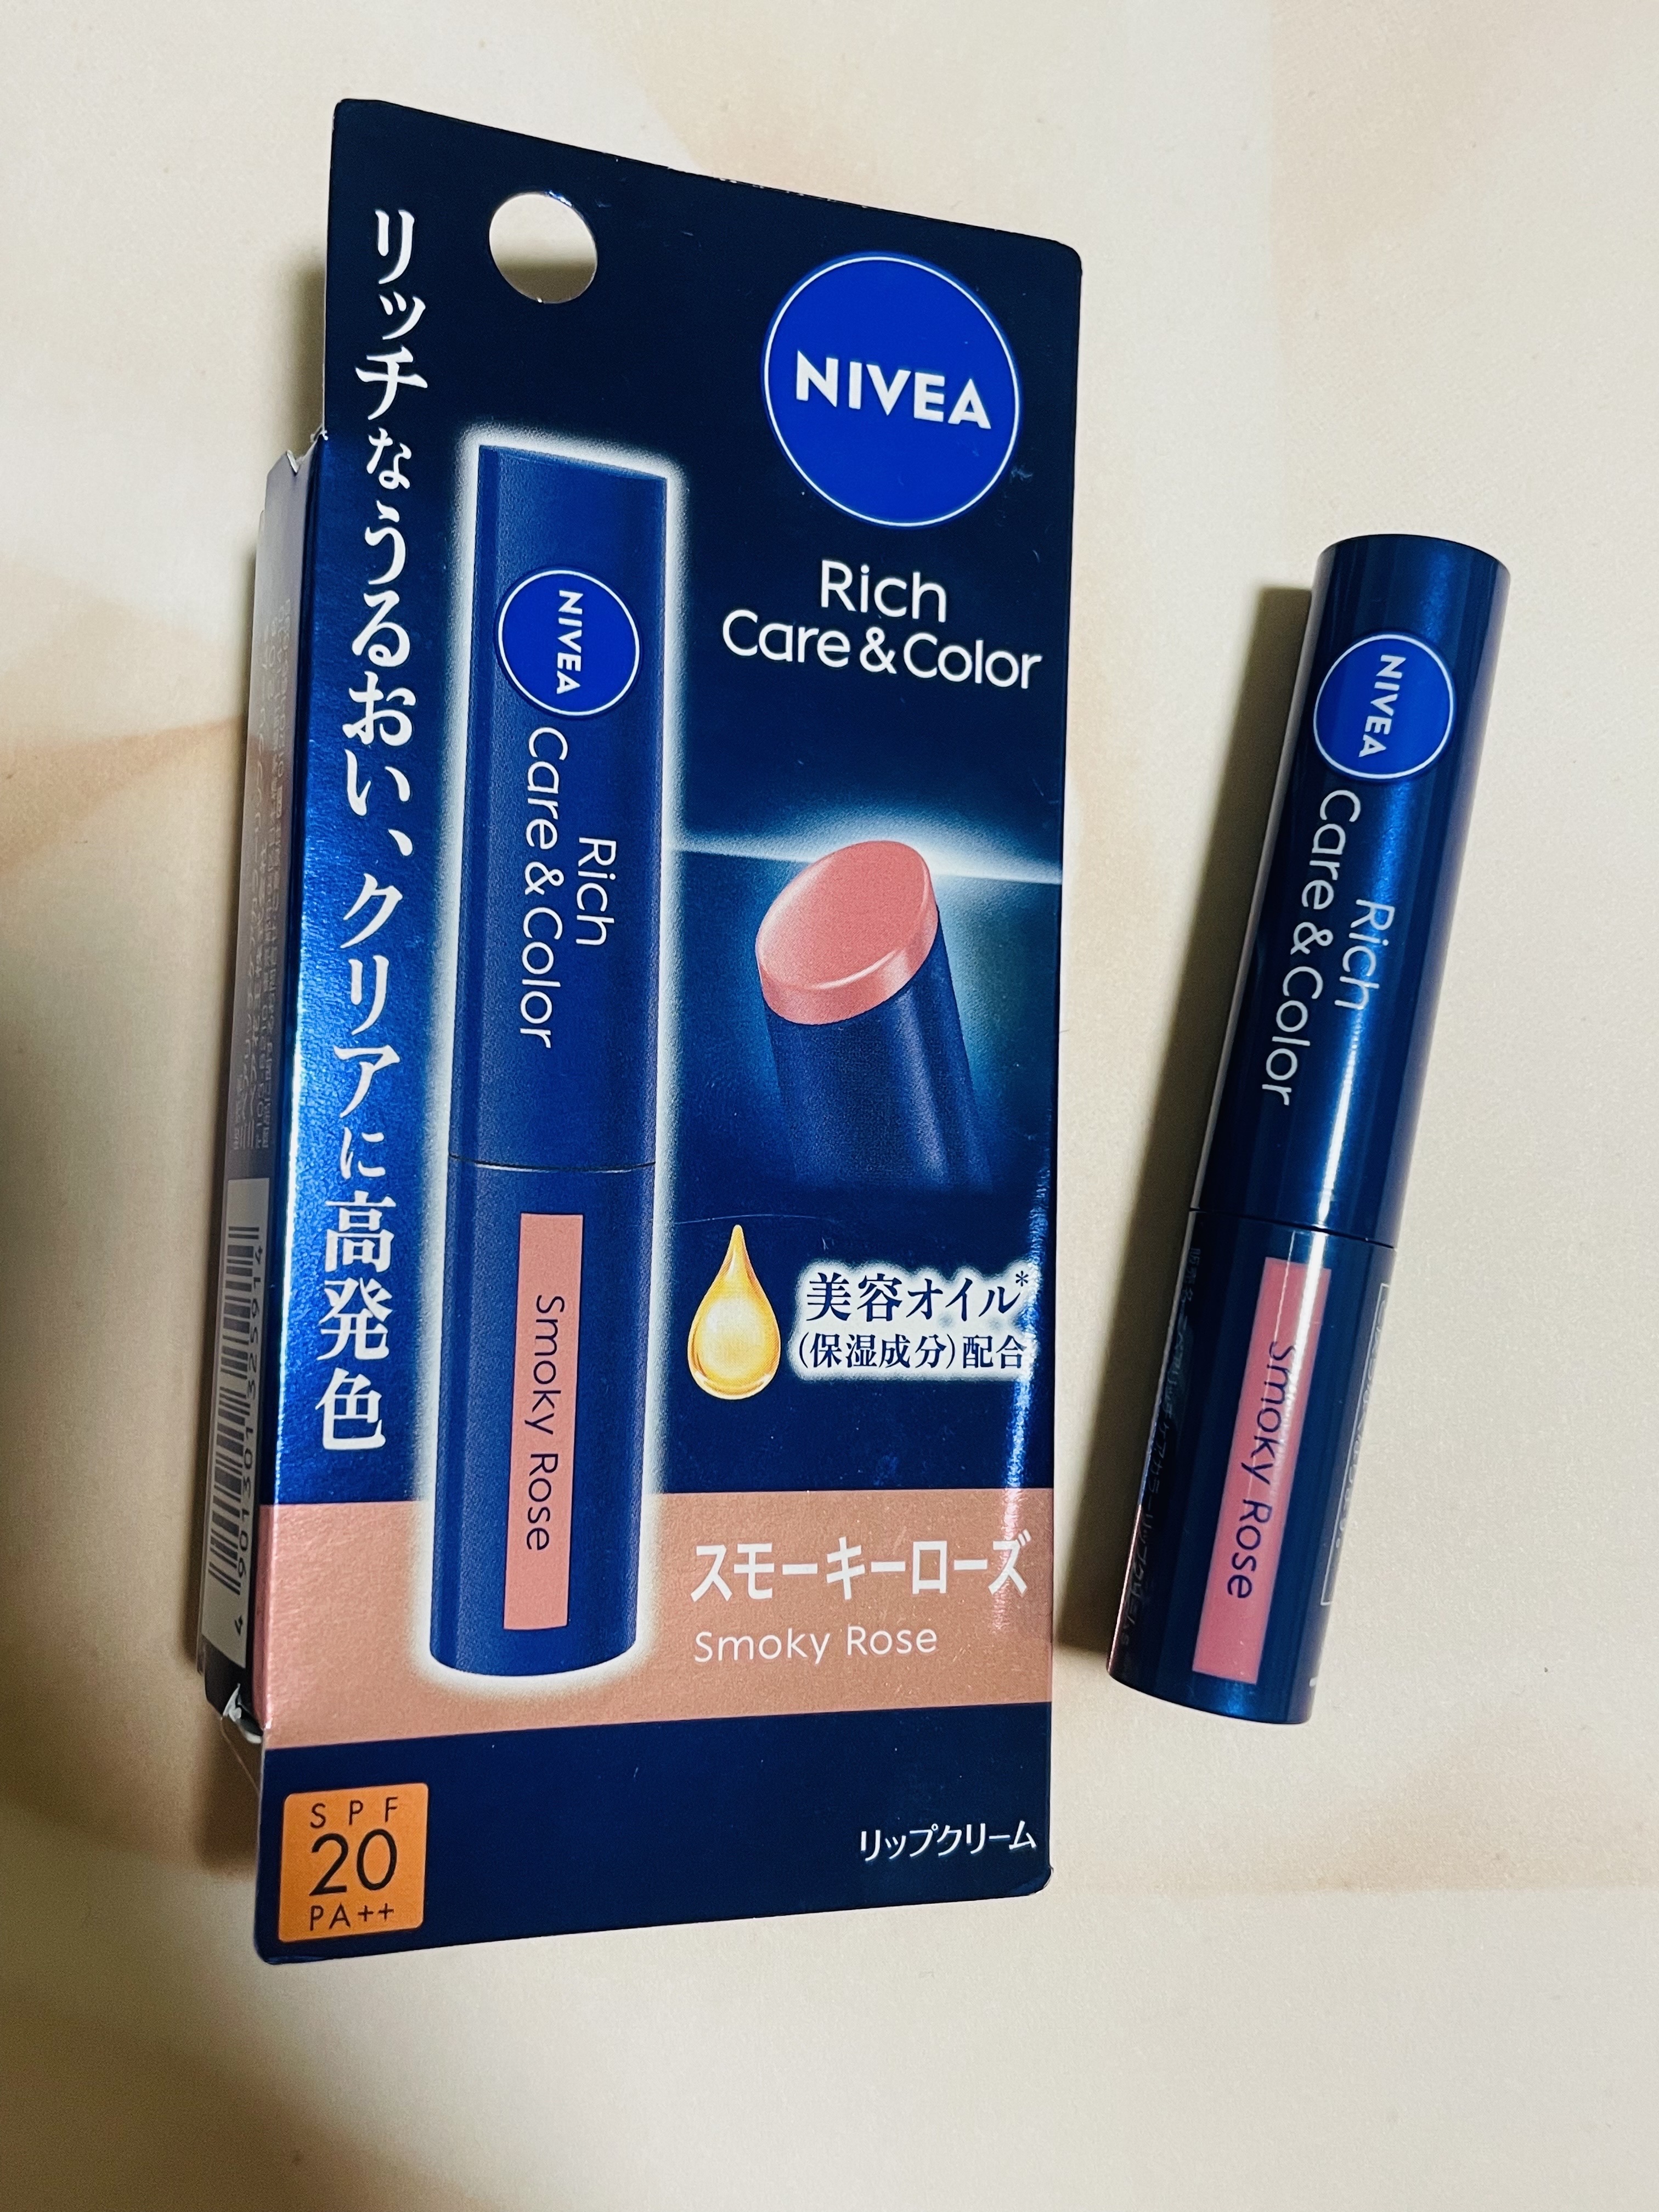 リッチなうるおい、クリアに高発色
NIVEA
Rich
Care & Color
NIVEA
Rich
Care & Color
Smoky Rose
美容オイル*
(保湿成分)配合
スモーキーローズ
Smoky Rose
SPF
20
PA++
リップクリーム
NIVEA
Rich
Care & Color
Smoky Rose